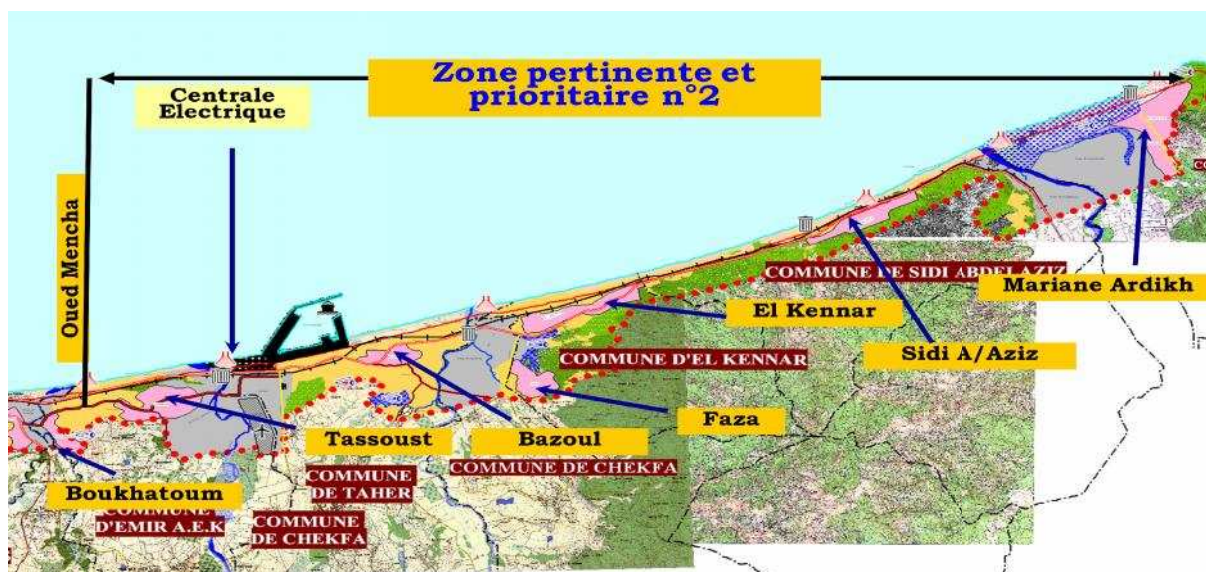 Zone pertinente et
prioritaire n°2
Centrale
Electrique
Oued Mencha
COMMUNE DE SIDI ABDELAZIZ
Mariane Ardikh
El Kennar
Sidi A/Aziz
COMMUNE D'EL KENNAR
Faza
Tassoust
Bazoul
COMMUNE DE CHEKFA
COMMUNE
DE TAHER
Boukhatoum
COMMUNE
D'EMIR A.E.K
COMMUNE
DE CHEKFA